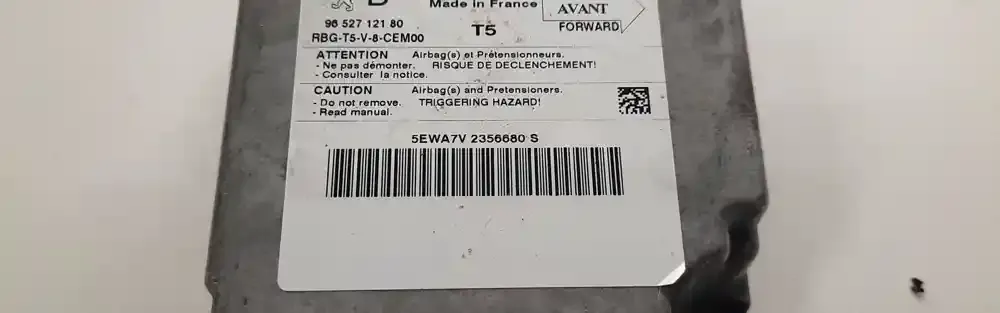 Made in France
AVANT
96 527 121 80
T5
FORWARD
RBG-T5-V-8-CEM00
ATTENTION Airbag(s) et Prétensionneurs.
- Ne pas démonter. RISQUE DE DECLENCHEMENT!
- Consulter la notice.
CAUTION Airbag(s) and Pretensioners.
- Do not remove. TRIGGERING HAZARD!
- Read manual.
5EWA7V 2356680 S